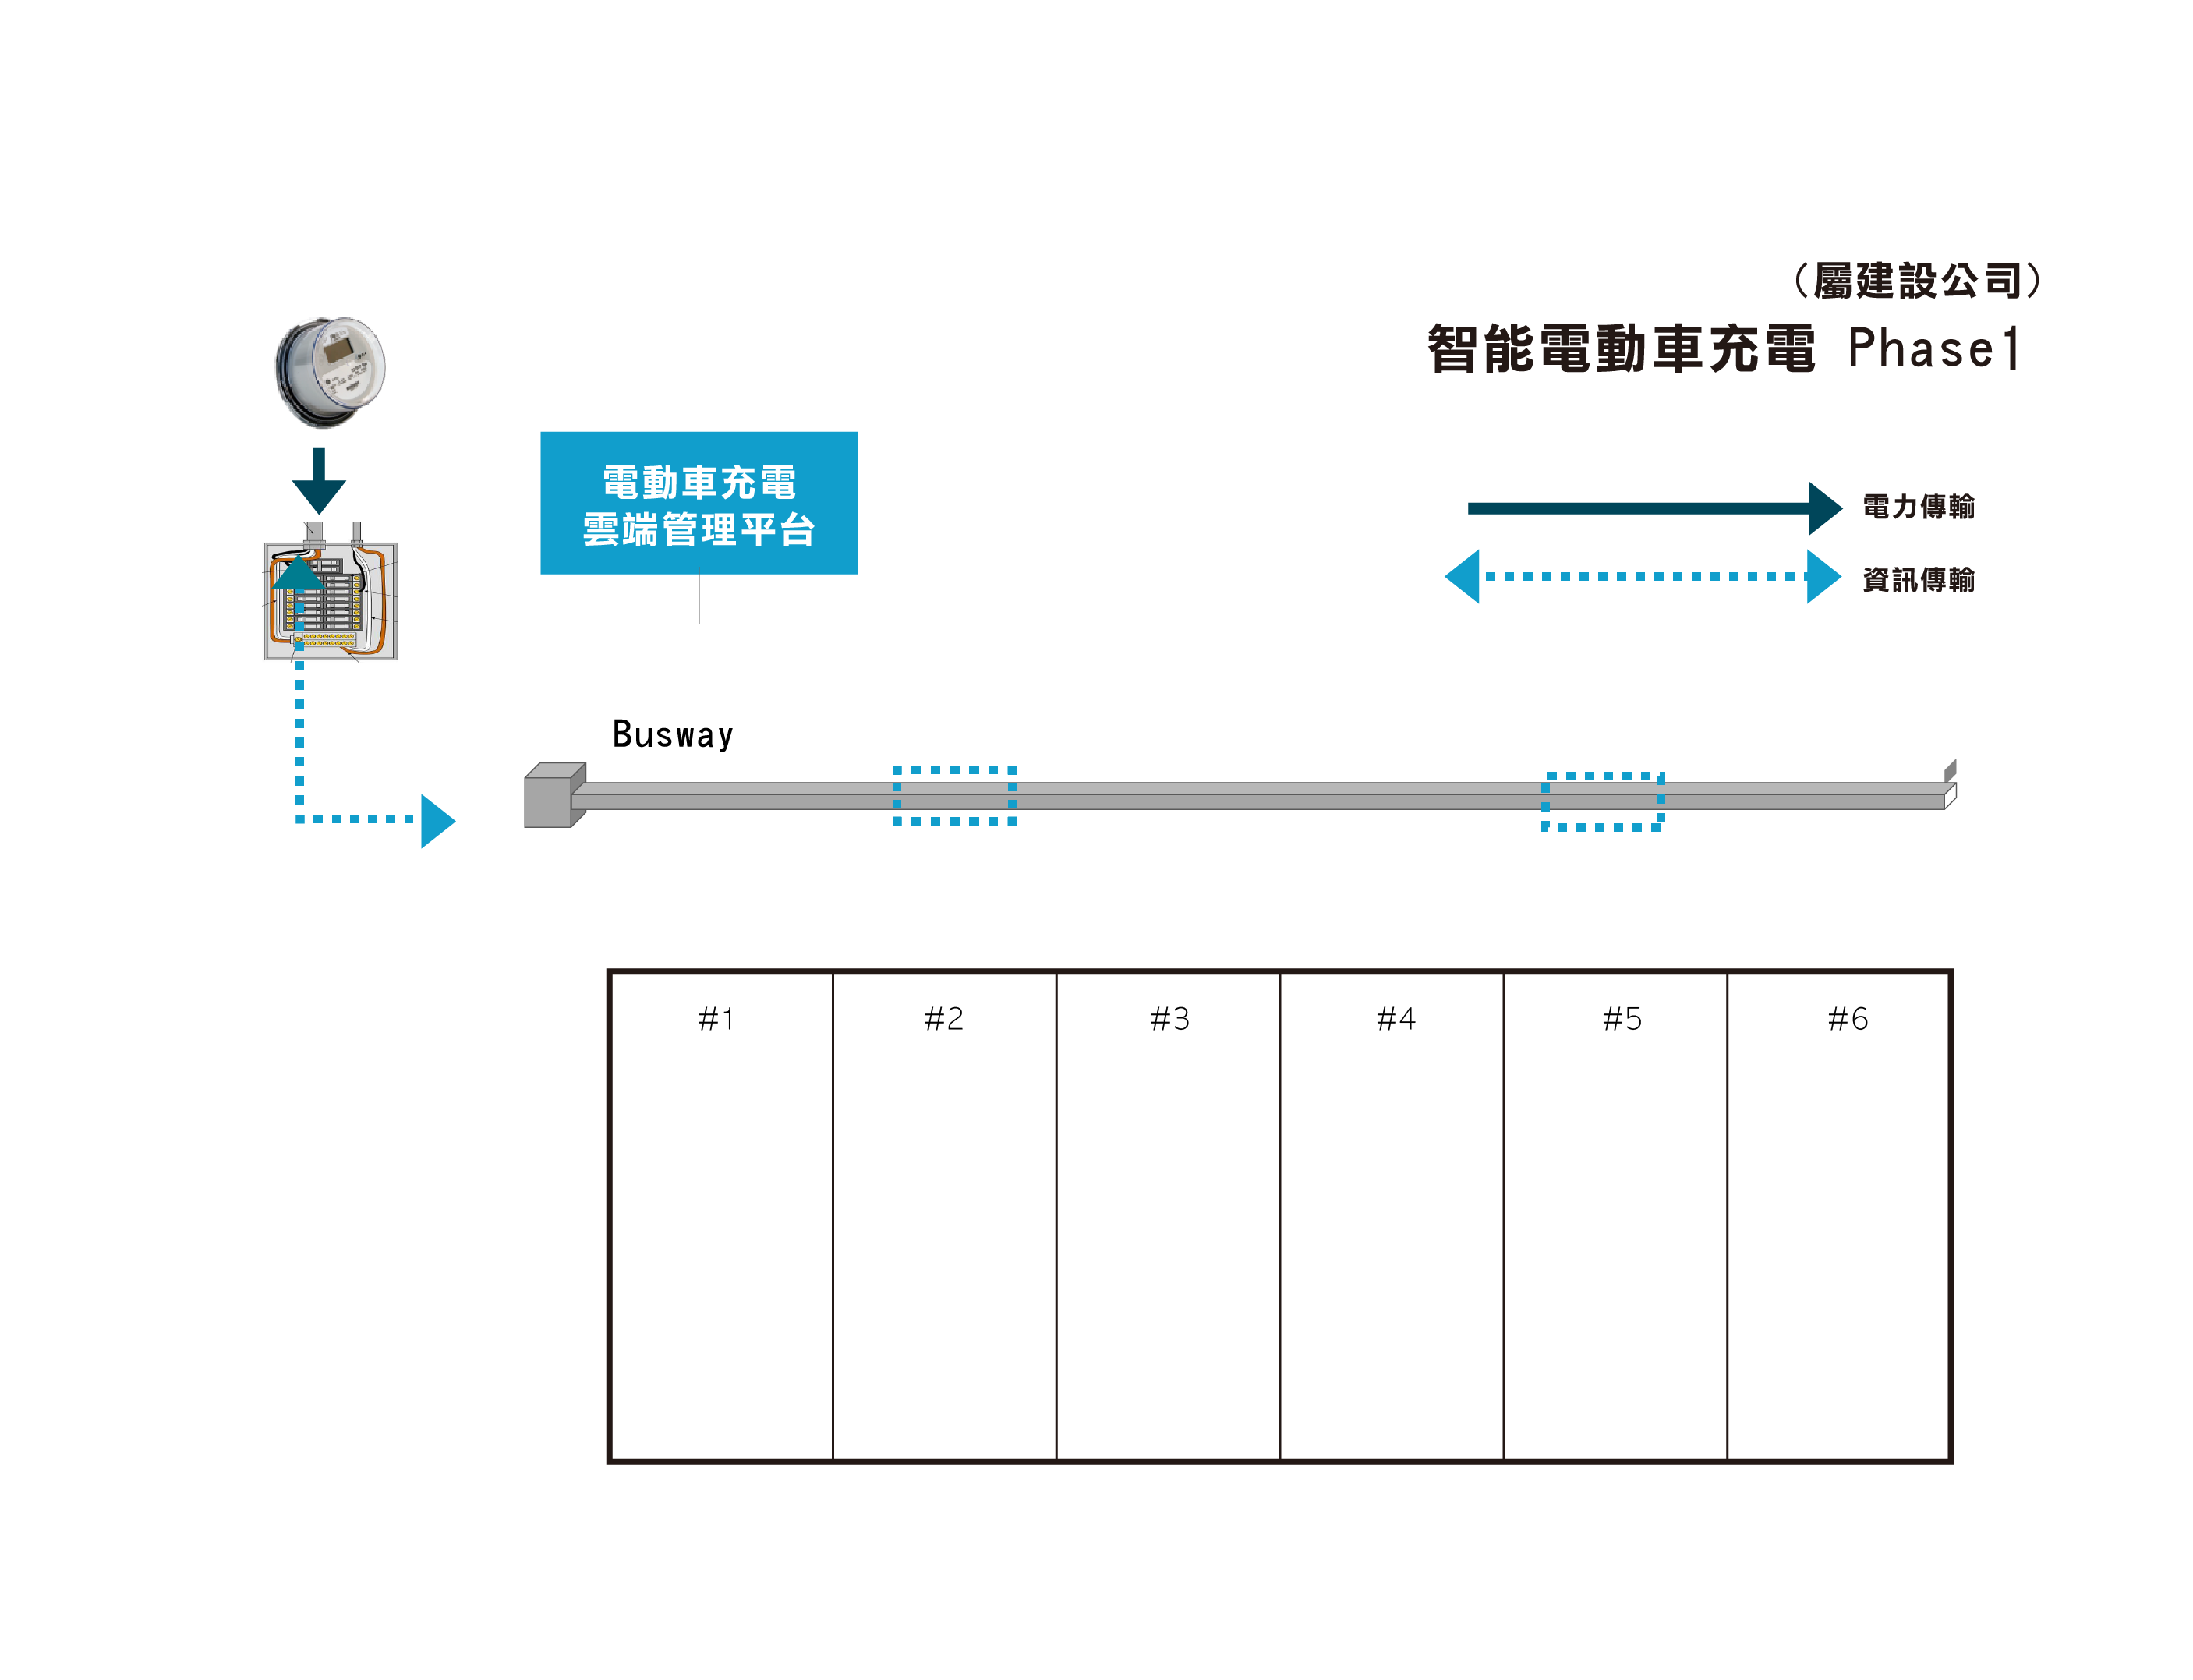 (屬建設公司)
智能電動車充電 Phase1
電動車充電
雲端管理平台
電力傳輸
資訊傳輸
Busway
#1 #2 #3 #4 #5 #6